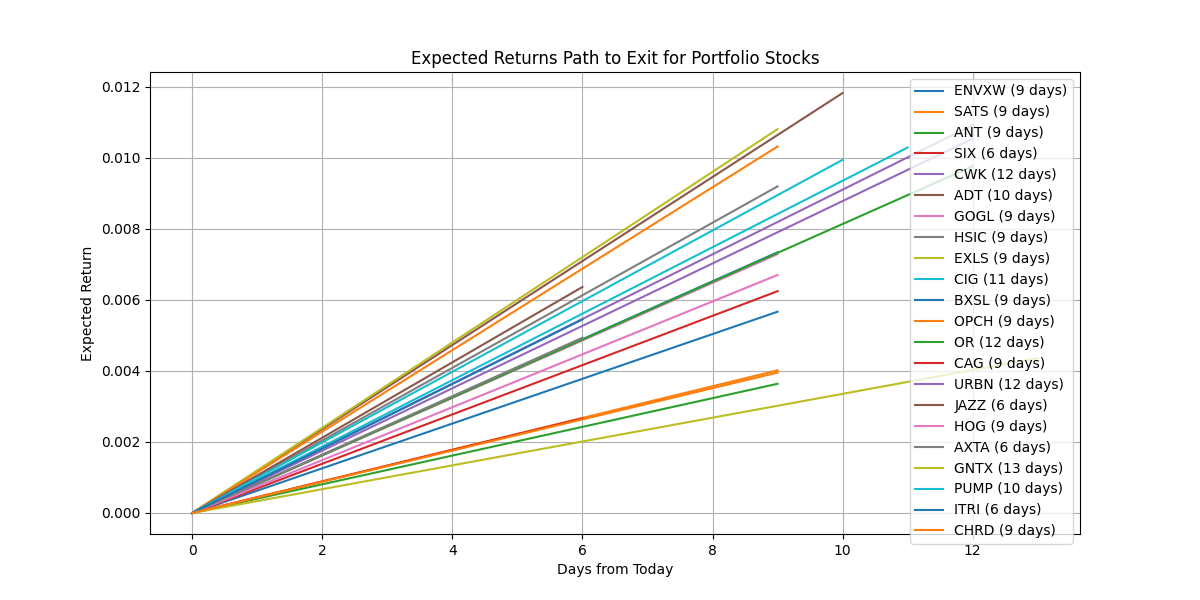 Expected Returns Path to Exit for Portfolio Stocks
0.012
0.010
0.008
0.006
0.004
0.002
0.000
Expected Return
0
2
4
6
8
10
12
Days from Today
ENVXW (9 days)
SATS (9 days)
ANT (9 days)
SIX (6 days)
CWK (12 days)
ADT (10 days)
GOGL (9 days)
HSIC (9 days)
EXLS (9 days)
CIG (11 days)
BXSL (9 days)
OPCH (9 days)
OR (12 days)
CAG (9 days)
URBN (12 days)
JAZZ (6 days)
HOG (9 days)
AXTA (6 days)
GNTX (13 days)
PUMP (10 days)
ITRI (6 days)
CHRD (9 days)